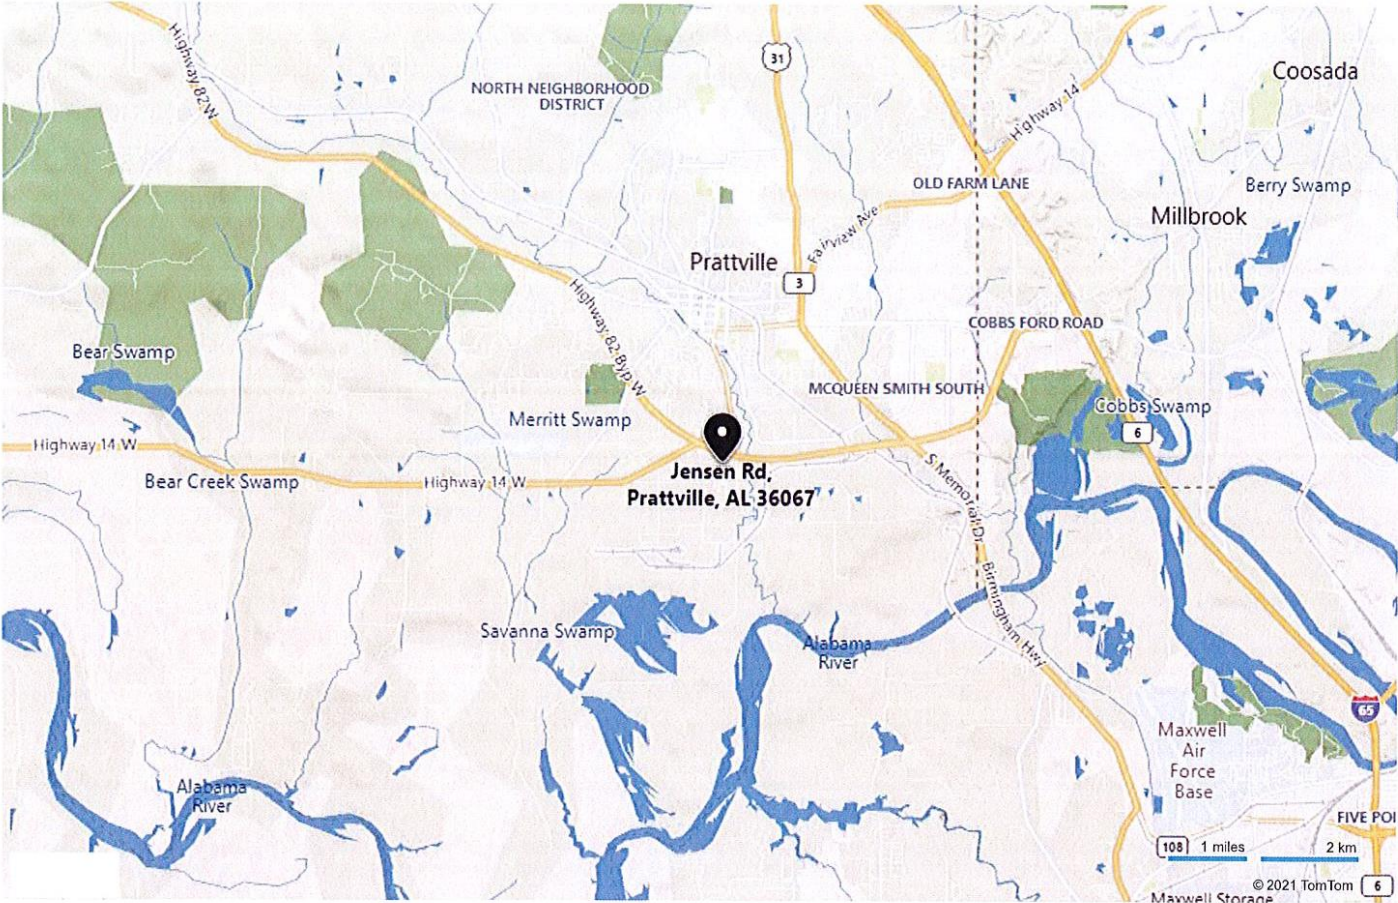 Highway 82 W
31
Coosada
NORTH NEIGHBORHOOD
DISTRICT
Highway 14
OLD FARM LANE
Berry Swamp
Millbrook
Fairview Ave
Prattville
3
Highway 82 Byp W
COBBS FORD ROAD
Bear Swamp
MCQUEEN SMITH SOUTH
Cobbs Swamp
Merritt Swamp
6
Highway 14 W
Jensen Rd,
Prattville, AL 36067
S Memorial Dr
Bear Creek Swamp
Highway 14 W
Birmingham Hwy
Savanna Swamp
Alabama
River
65
Maxwell
Air
Force
Base
Alabama
River
FIVE POI
108
1 miles
2 km
© 2021 TomTom
6
Maxwell Storage